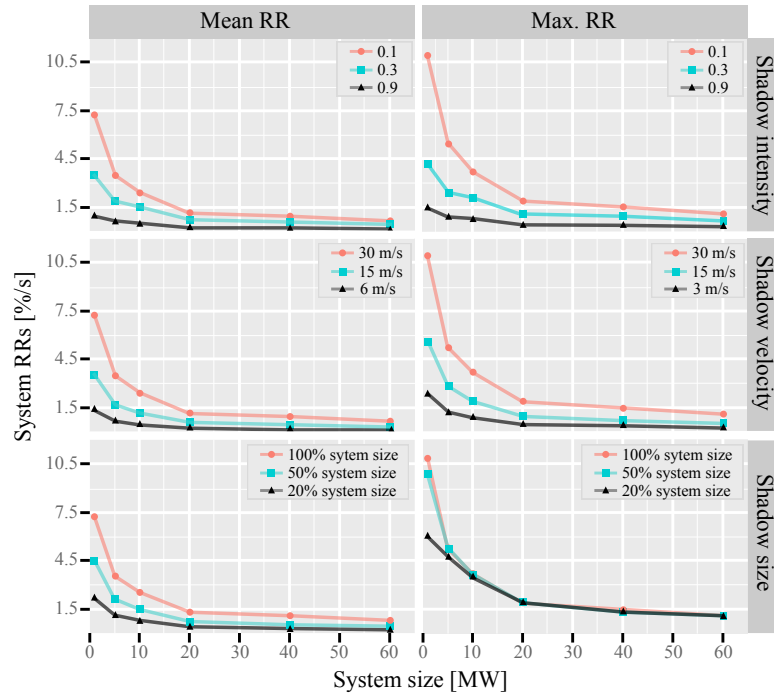 Mean RR
Max. RR
10.5
7.5
4.5
1.5
0.1
0.3
0.9
0.1
0.3
0.9
Shadow intensity
10.5
7.5
4.5
1.5
30 m/s
15 m/s
6 m/s
30 m/s
15 m/s
3 m/s
Shadow velocity
System RRs [%/s]
10.5
7.5
4.5
1.5
100% sytem size
50% sytem size
20% system size
100% sytem size
50% sytem size
20% system size
Shadow size
0 10 20 30 40 50 60
0 10 20 30 40 50 60
System size [MW]